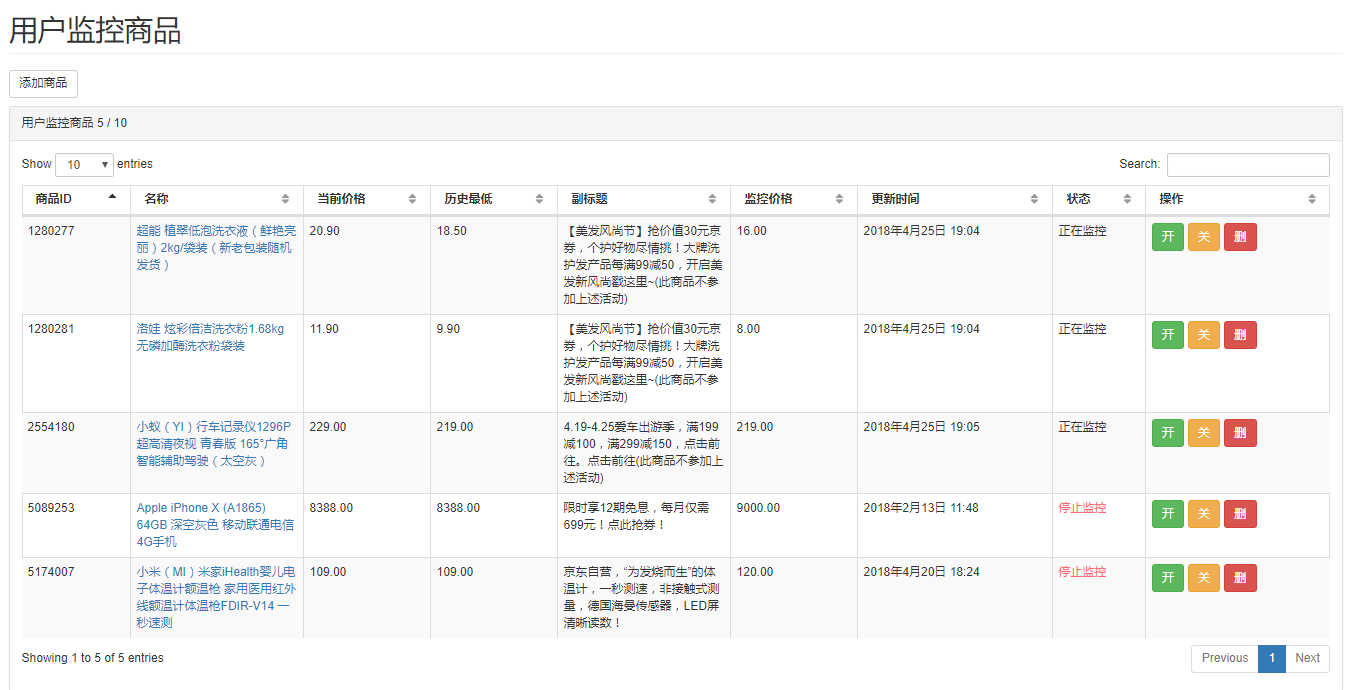 用户监控商品
添加商品
用户监控商品 5 / 10
Show 10 entries Search:
商品ID 名称 当前价格 历史最低 副标题 监控价格 更新时间 状态 操作
1280277 超能 植翠低泡洗衣液（鲜艳亮 20.90 18.50 【美发风尚节】抢价值30元京 16.00 2018年4月25日 19:04 正在监控 开 关 删
丽）2kg/袋装（新老包装随机 券，个护好物尽情挑！大牌洗
发货） 护发产品每满99减50，开启美
发新风尚戳这里~(此商品不参
加上述活动)
1280281 洛娃 炫彩倍洁洗衣粉1.68kg 11.90 9.90 【美发风尚节】抢价值30元京 8.00 2018年4月25日 19:04 正在监控 开 关 删
无磷加酶洗衣粉袋装 券，个护好物尽情挑！大牌洗
护发产品每满99减50，开启美
发新风尚戳这里~(此商品不参
加上述活动)
2554180 小蚁（YI）行车记录仪1296P 229.00 219.00 4.19-4.25爱车出游季，满199 219.00 2018年4月25日 19:05 正在监控 开 关 删
超高清夜视 青春版 165°广角 减100，满299减150，点击前
智能辅助驾驶（太空灰） 往。点击前往(此商品不参加上
述活动)
5089253 Apple iPhone X (A1865) 8388.00 8388.00 限时享12期免息，每月仅需 9000.00 2018年2月13日 11:48 停止监控 开 关 删
64GB 深空灰色 移动联通电信 699元！点此抢券！
4G手机
5174007 小米（MI）米家iHealth婴儿电 109.00 109.00 京东自营，“为发烧而生”的体 120.00 2018年4月20日 18:24 停止监控 开 关 删
子体温计额温枪 家用医用红外 温计，一秒测速，非接触式测
线额温计体温枪FDIR-V14 一 量，德国海曼传感器，LED屏
秒速测 清晰读数！
Showing 1 to 5 of 5 entries Previous 1 Next